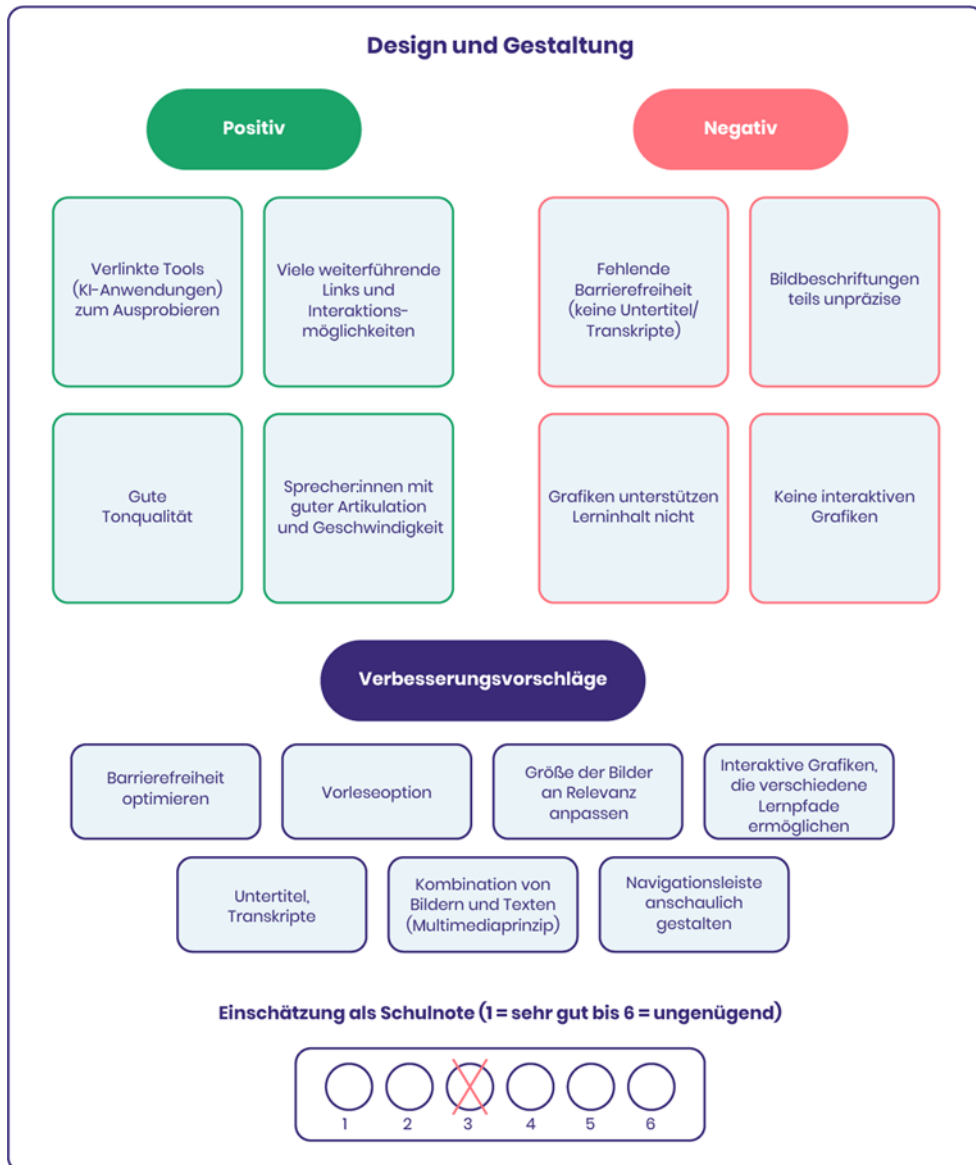 Design und Gestaltung
Positiv
Negativ
Verlinkte Tools
(KI-Anwendungen)
zum Ausprobieren
Viele weiterführende
Links und
Interaktions-
möglichkeiten
Fehlende
Barrierefreiheit
(keine Untertitel/
Transkripte)
Bildbeschriftungen
teils unpräzise
Gute
Tonqualität
Sprecher:innen mit
guter Artikulation
und Geschwindigkeit
Grafiken unterstützen
Lerninhalt nicht
Keine interaktiven
Grafiken
Verbesserungsvorschläge
Barrierefreiheit
optimieren
Vorleseoption
Größe der Bilder
an Relevanz
anpassen
Interaktive Grafiken,
die verschiedene
Lernpfade
ermöglichen
Untertitel,
Transkripte
Kombination von
Bildern und Texten
(Multimediaprinzip)
Navigationsleiste
anschaulich
gestalten
Einschätzung als Schulnote (1 = sehr gut bis 6 = ungenügend)
1 2 3 4 5 6